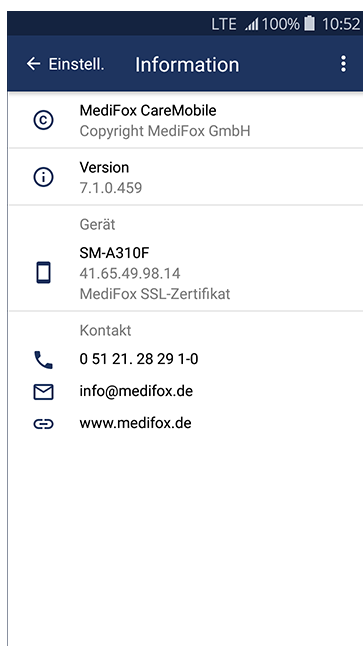 LTE 100% 10:52
Einstell. Information
MediFox CareMobile
Copyright MediFox GmbH
Version
7.1.0.459
Gerät
SM-A310F
41.65.49.98.14
MediFox SSL-Zertifikat
Kontakt
0 51 21. 28 29 1-0
info@medifox.de
www.medifox.de